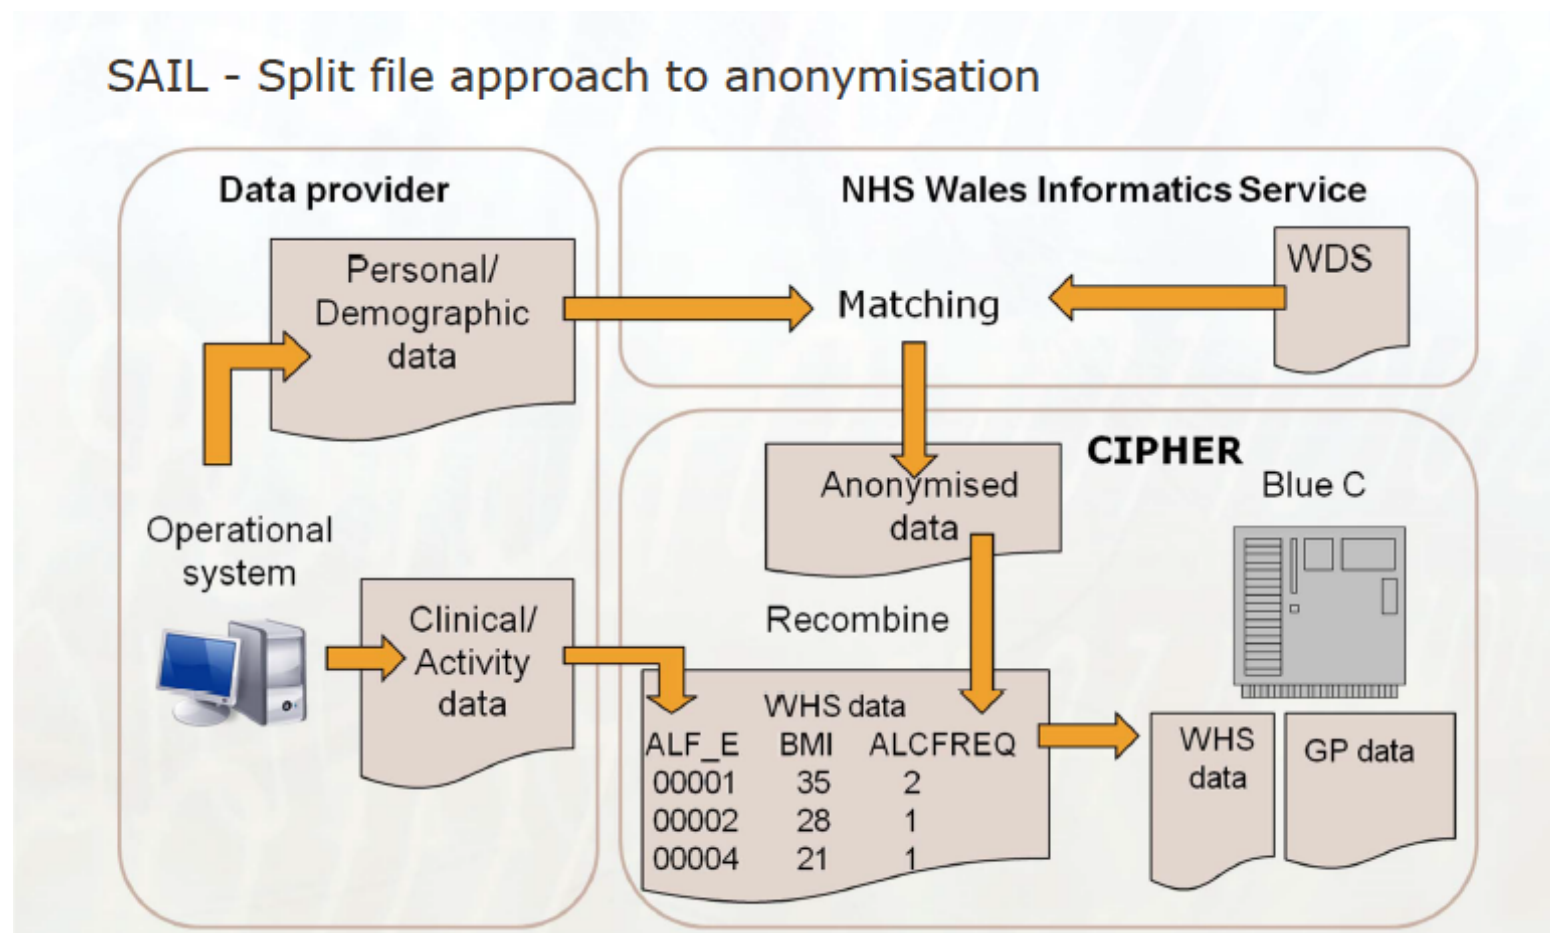 SAIL - Split file approach to anonymisation
Data provider
Personal/
Demographic
data
Operational
system
Clinical/
Activity
data
NHS Wales Informatics Service
WDS
Matching
CIPHER
Anonymised
data
Blue C
Recombine
WHS data
ALF_E BMI ALCFREQ
00001 35 2
00002 28 1
00004 21 1
WHS
data
GP data